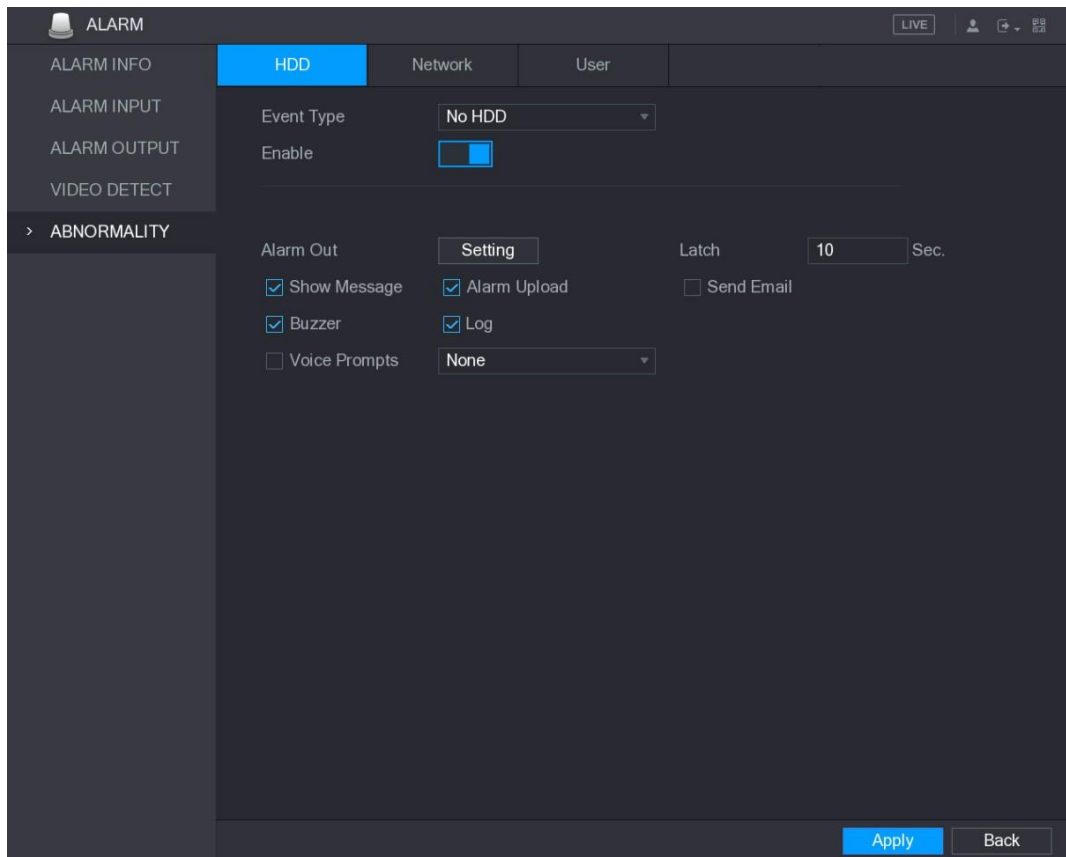 ALARM
LIVE
ALARM INFO
ALARM INPUT
ALARM OUTPUT
VIDEO DETECT
> ABNORMALITY
HDD Network User
Event Type No HDD
Enable
Alarm Out Setting Latch 10 Sec.
Show Message Alarm Upload Send Email
Buzzer Log
Voice Prompts None
Apply Back